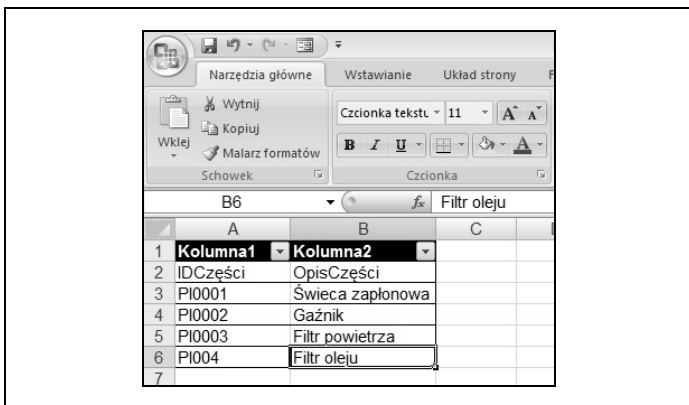 Narzędzia główne Wstawianie Układ strony F
Wytnij
Kopiuj
Malarz formatów
Wklej
Schowek
Czcionka tekstu 11 A A
B I U A
Czcionka
B6 fx Filtr oleju
A B C
1 Kolumna1 Kolumna2
2 IDCzęści OpisCzęści
3 PI0001 Świeca zapłonowa
4 PI0002 Gaźnik
5 PI0003 Filtr powietrza
6 PI004 Filtr oleju
7